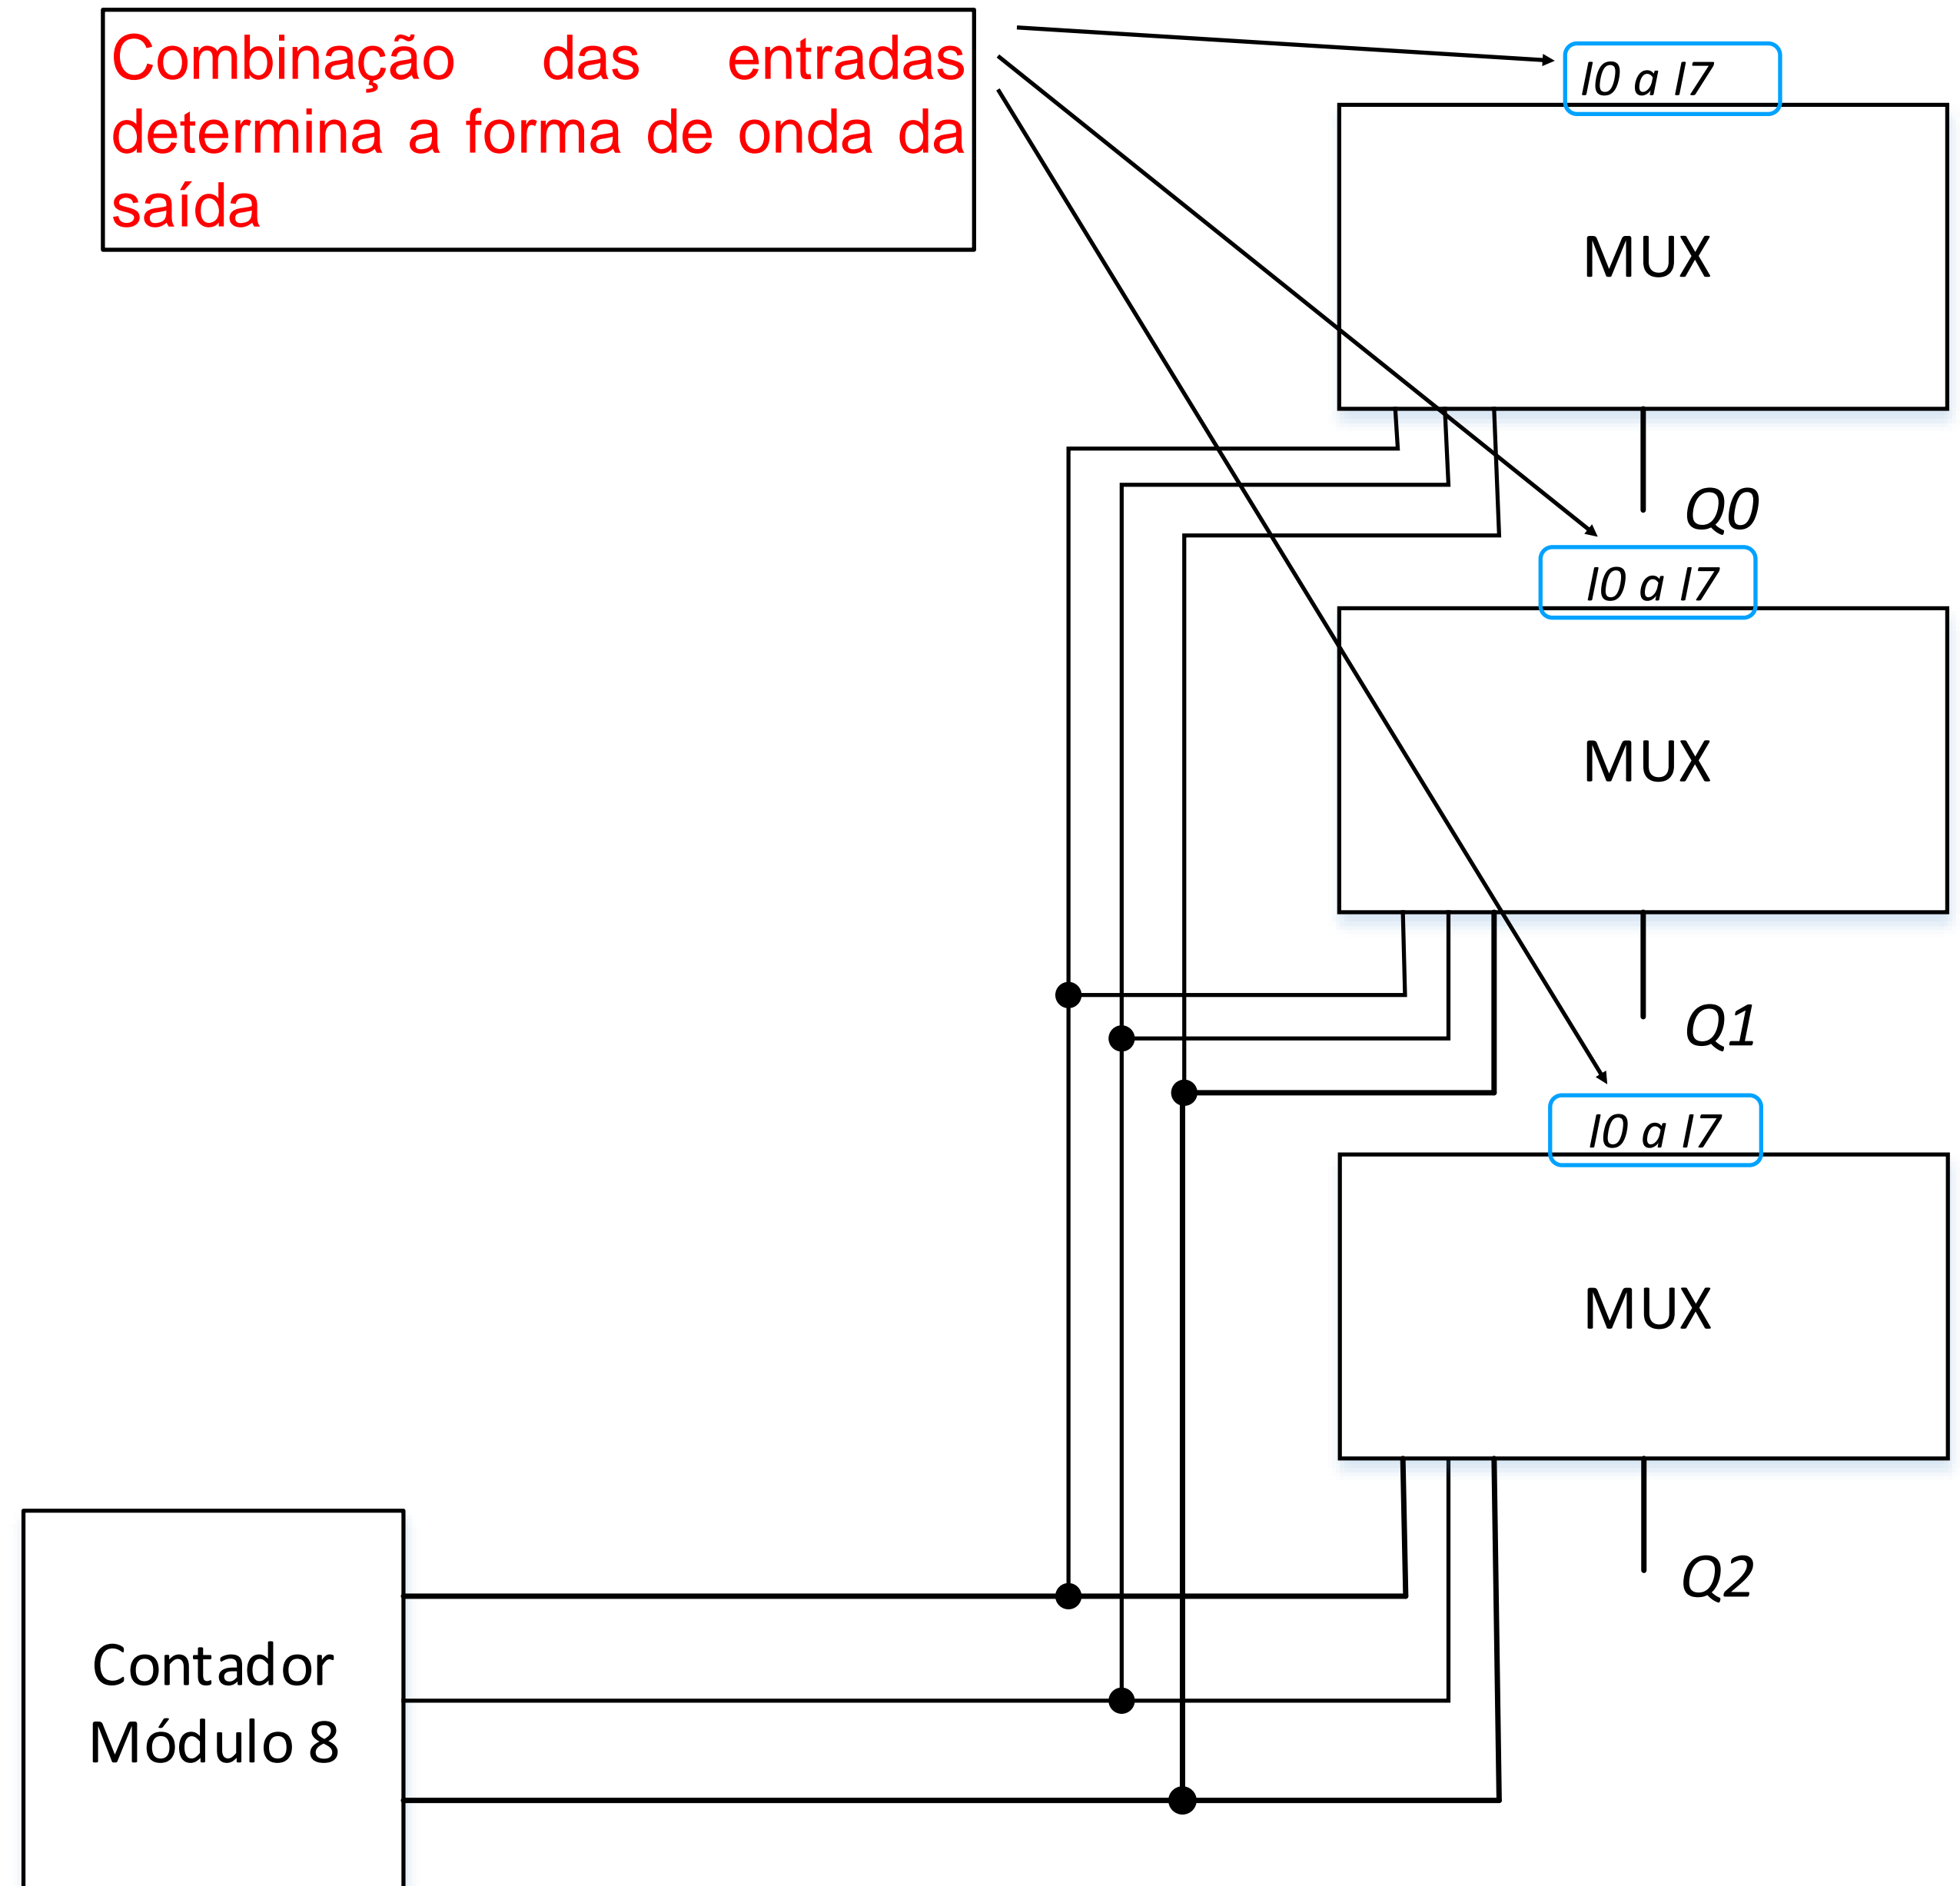 Combinação das entradas
determina a forma de onda da
saída
I0 a I7
MUX
Q0
I0 a I7
MUX
Q1
I0 a I7
MUX
Q2
Contador
Módulo 8